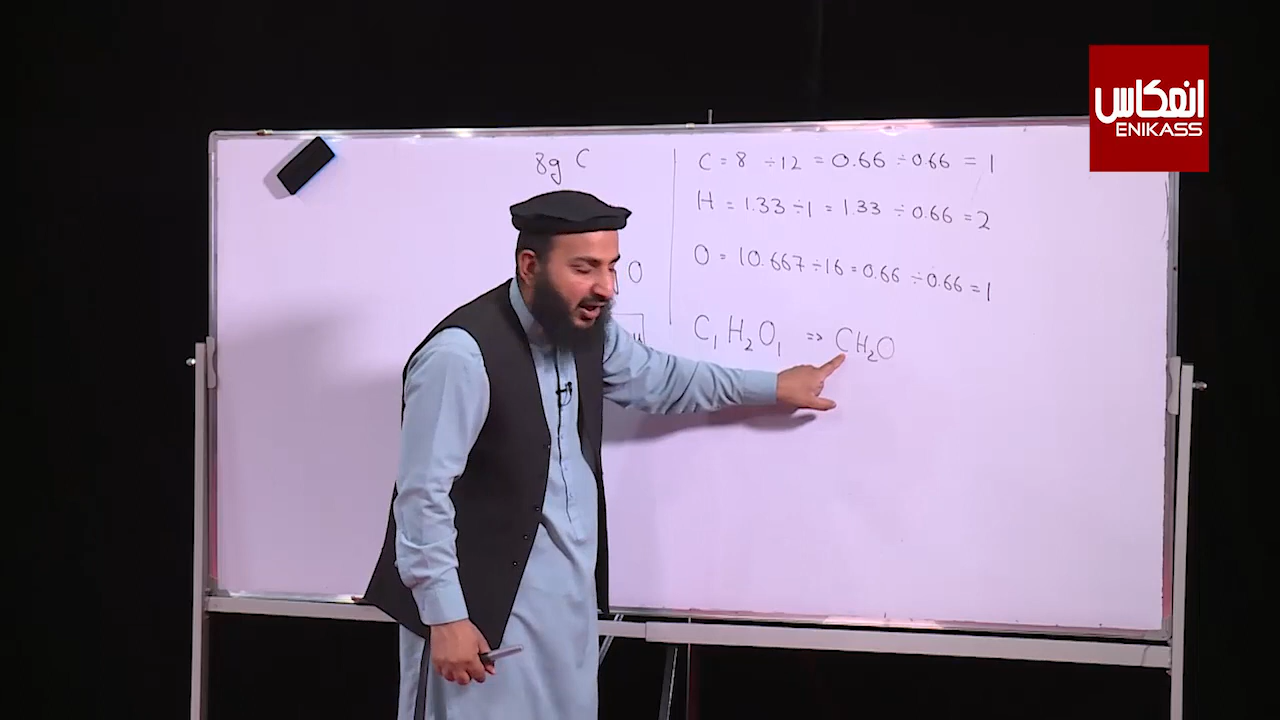 انعکاس
ENIKASS
8g C
O
C = 8 ÷12 = 0.66 ÷0.66 = 1
H = 1.33 ÷1 = 1.33 ÷0.66 = 2
O = 10.667 ÷16 = 0.66 ÷0.66 = 1
C₁ H₂ O₁ => CH₂O